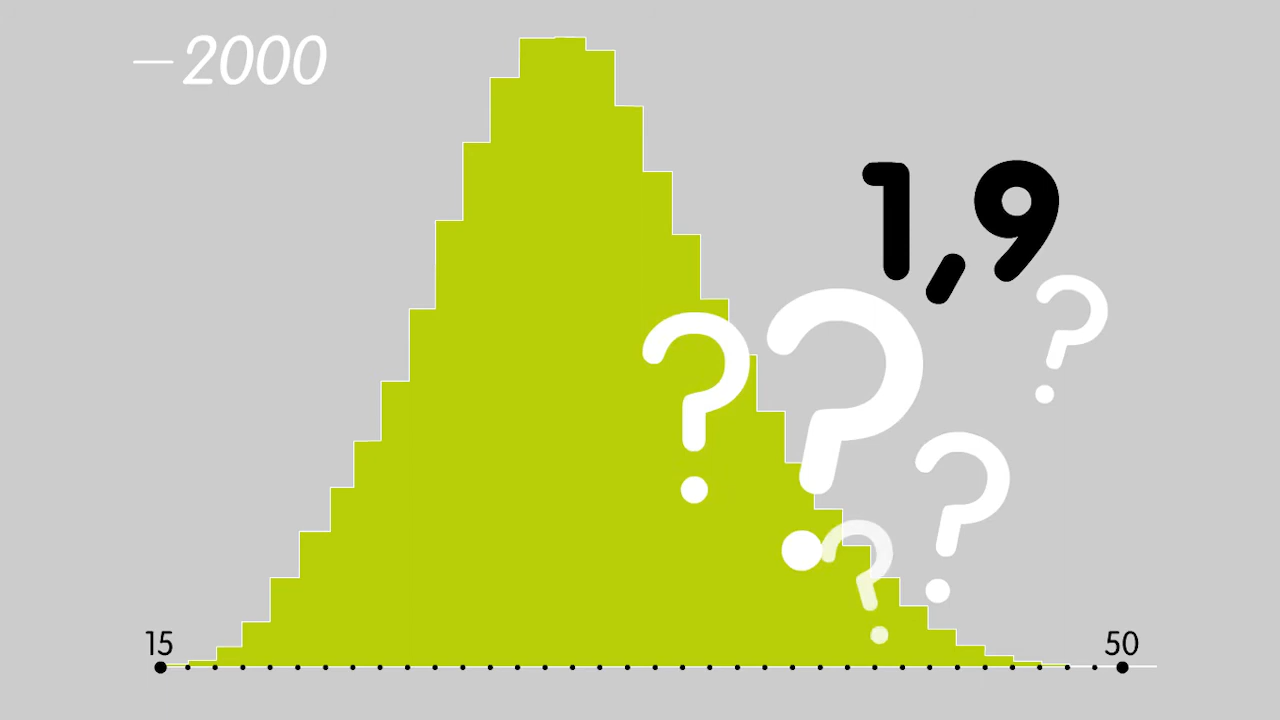 –2000
1,9
? ? ? ? ?
15 50